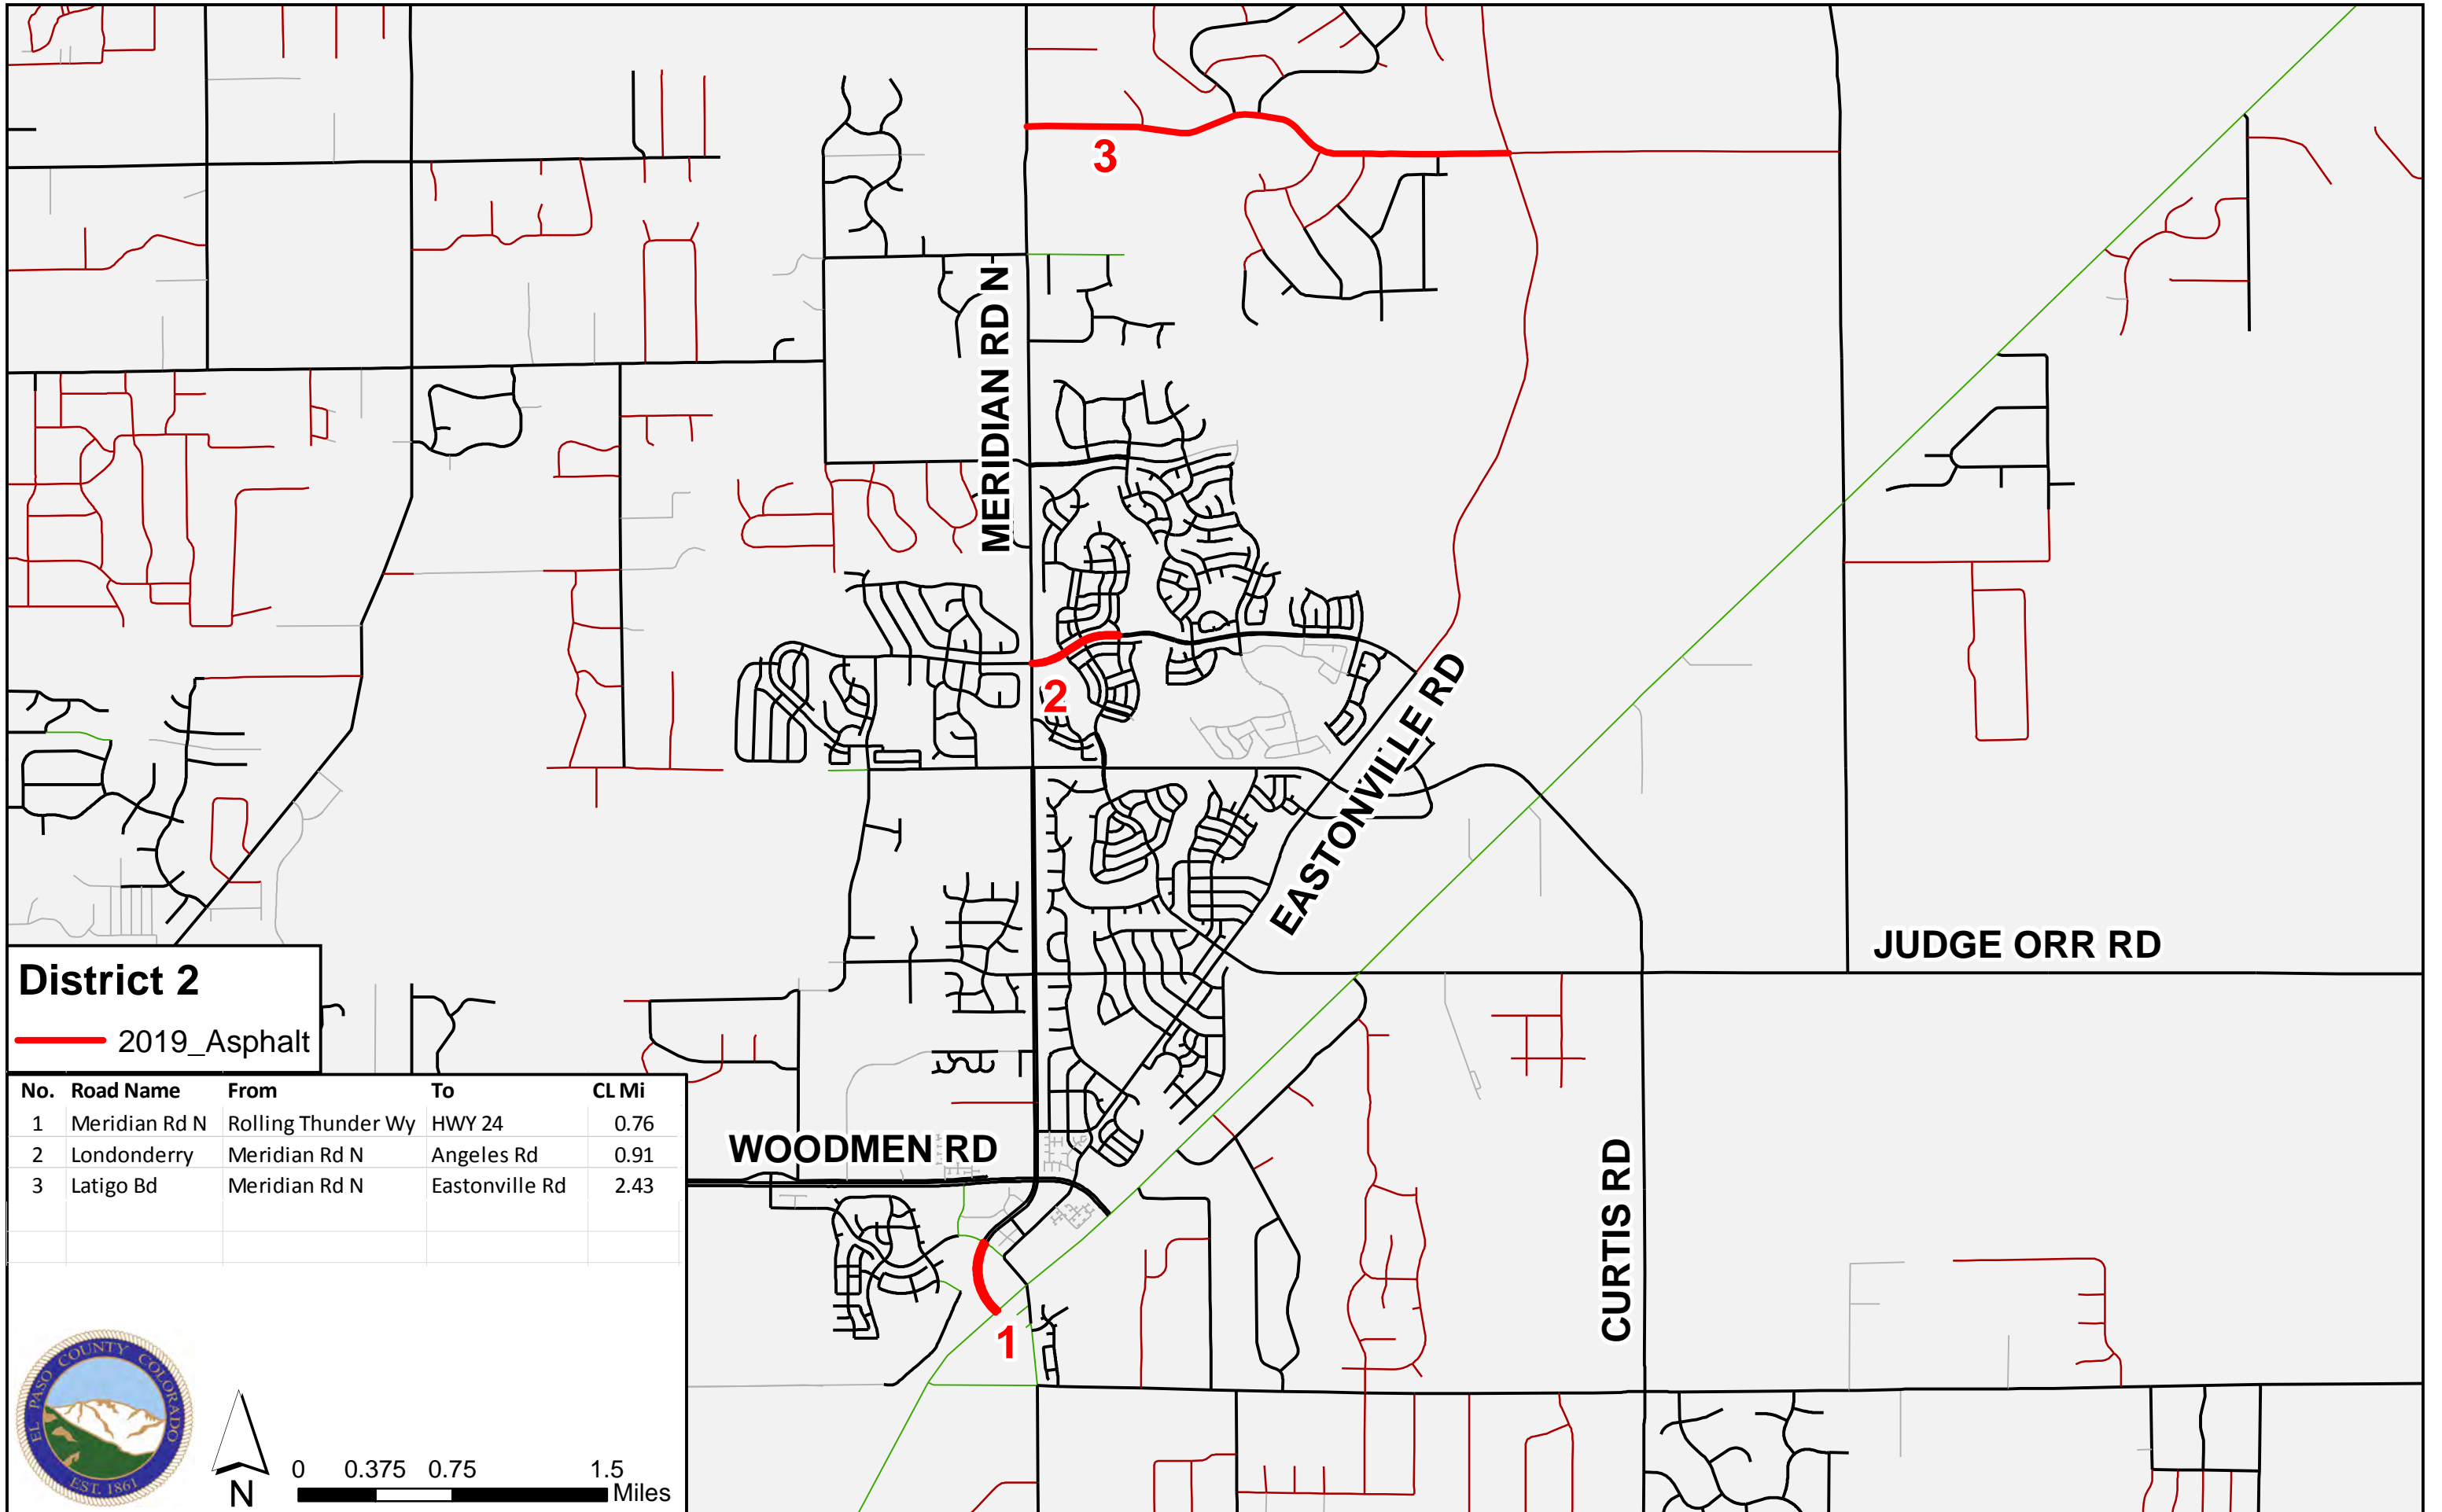 3
MERIDIAN RD N
2
EASTONVILLE RD
JUDGE ORR RD
District 2
2019_Asphalt
No. Road Name From To CL Mi
1 Meridian Rd N Rolling Thunder Wy HWY 24 0.76
2 Londonderry Meridian Rd N Angeles Rd 0.91
3 Latigo Bd Meridian Rd N Eastonville Rd 2.43
WOODMEN RD
CURTIS RD
1
EL PASO COUNTY COLORADO
EST. 1861
N
0 0.375 0.75 1.5
Miles